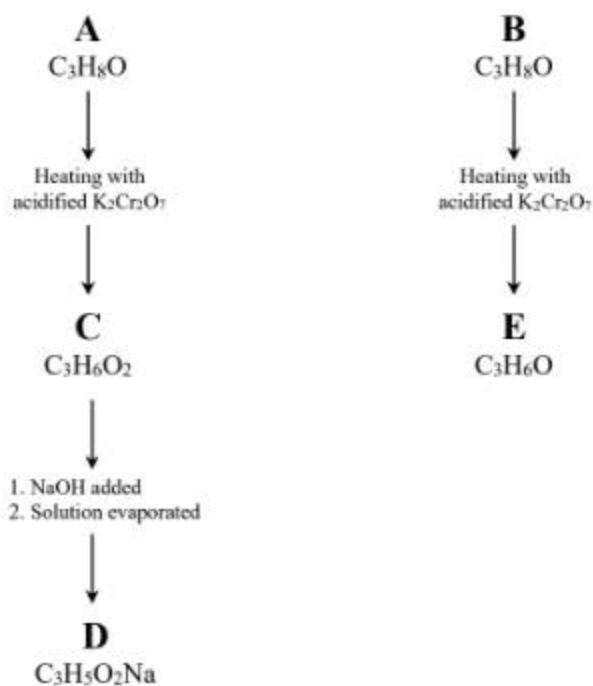 A
C₃H₈O
Heating with
acidified K₂Cr₂O₇
C
C₃H₆O₂
1. NaOH added
2. Solution evaporated
D
C₃H₅O₂Na
B
C₃H₈O
Heating with
acidified K₂Cr₂O₇
E
C₃H₆O